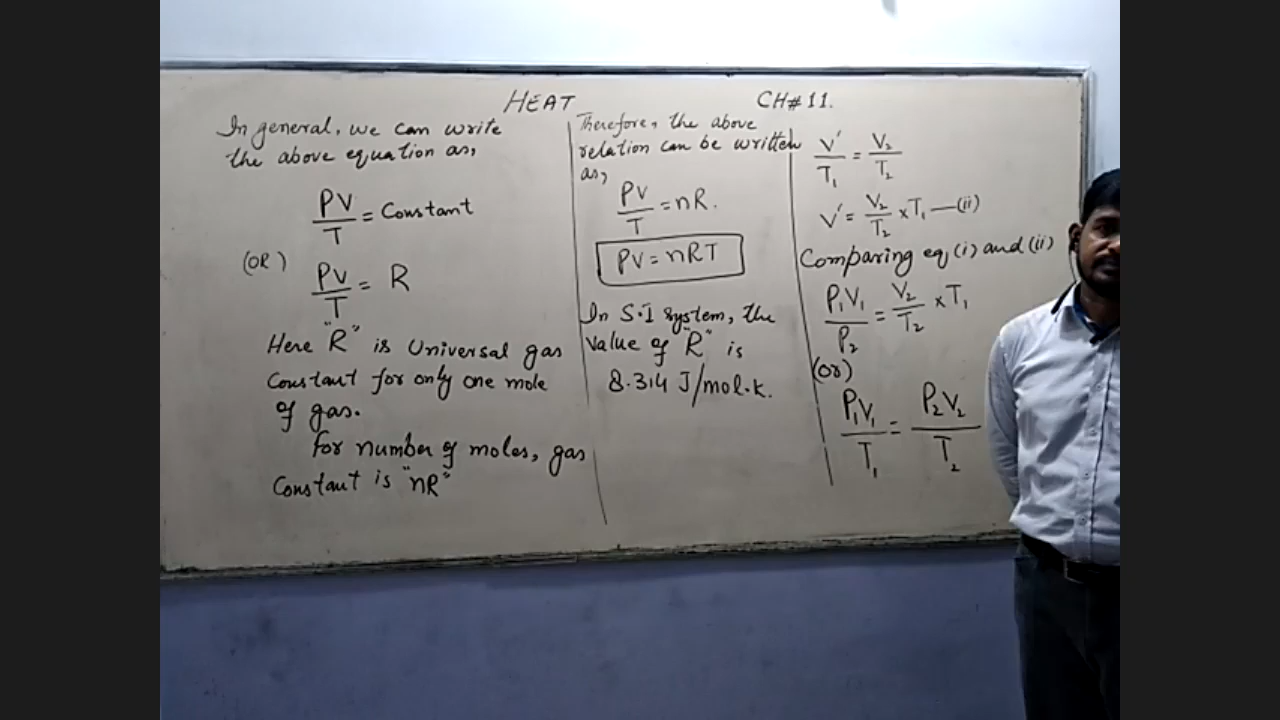 HEAT
CH# 11.
In general, we can write
the above equation as,
PV/T = Constant
(OR)
PV/T = R
Here "R" is Universal gas
Constant for only one mole
of gas.
for number of moles, gas
Constant is "nR"
Therefore, the above
relation can be written
as,
PV/T = nR.
PV = nRT
In S.I system, the
value of "R" is
8.314 J/mol.k.
V'/T₁ = V₂/T₂
V' = V₂/T₂ × T₁ —(ii)
Comparing eq (i) and (ii)
P₁V₁/P₂ = V₂/T₂ × T₁
(or)
P₁V₁/T₁ = P₂V₂/T₂